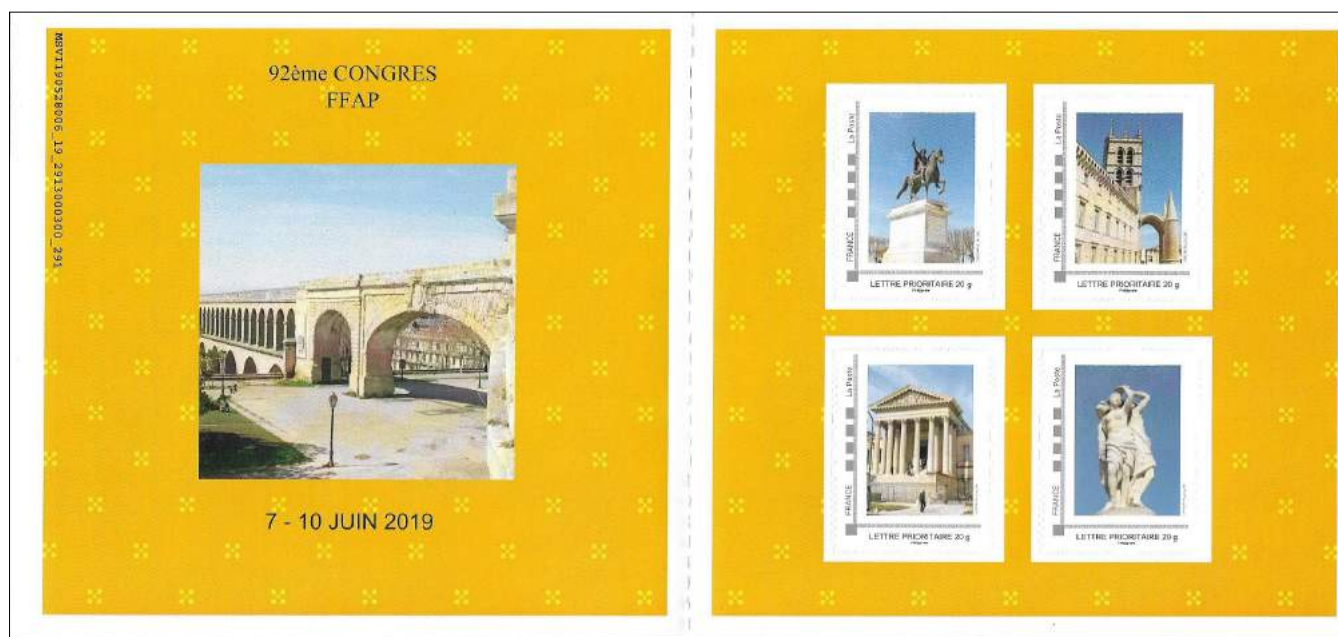 MSVI190528006_19_2913000300_291
92ème CONGRES
FFAP
7 - 10 JUIN 2019
La Poste
FRANCE
LETTRE PRIORITAIRE 20 g
La Poste
FRANCE
LETTRE PRIORITAIRE 20 g
La Poste
FRANCE
LETTRE PRIORITAIRE 20 g
La Poste
FRANCE
LETTRE PRIORITAIRE 20 g